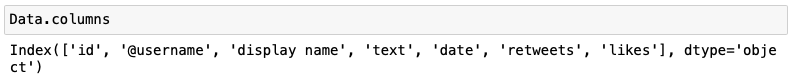 Data.columns
Index(['id', '@username', 'display name', 'text', 'date', 'retweets', 'likes'], dtype='obje
ct')